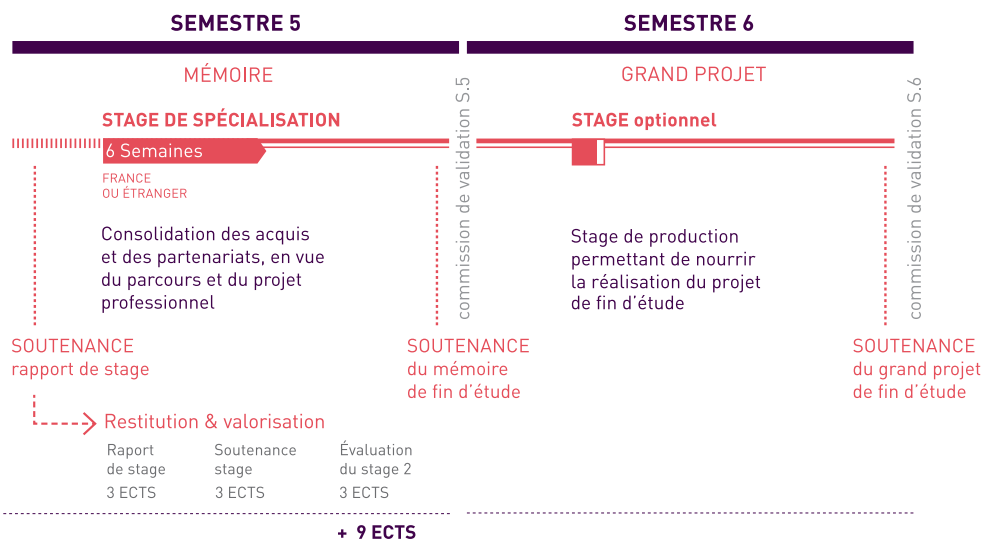 SEMESTRE 5
MÉMOIRE
STAGE DE SPÉCIALISATION
6 Semaines
FRANCE
OU ÉTRANGER
Consolidation des acquis
et des partenariats, en vue
du parcours et du projet
professionnel
SOUTENANCE
rapport de stage
SOUTENANCE
du mémoire
de fin d'étude
commission de validation S.5
Restitution & valorisation
Raport
de stage
3 ECTS
Soutenance
stage
3 ECTS
Évaluation
du stage 2
3 ECTS
+ 9 ECTS
SEMESTRE 6
GRAND PROJET
STAGE optionnel
Stage de production
permettant de nourrir
la réalisation du projet
de fin d'étude
SOUTENANCE
du grand projet
de fin d'étude
commission de validation S.6